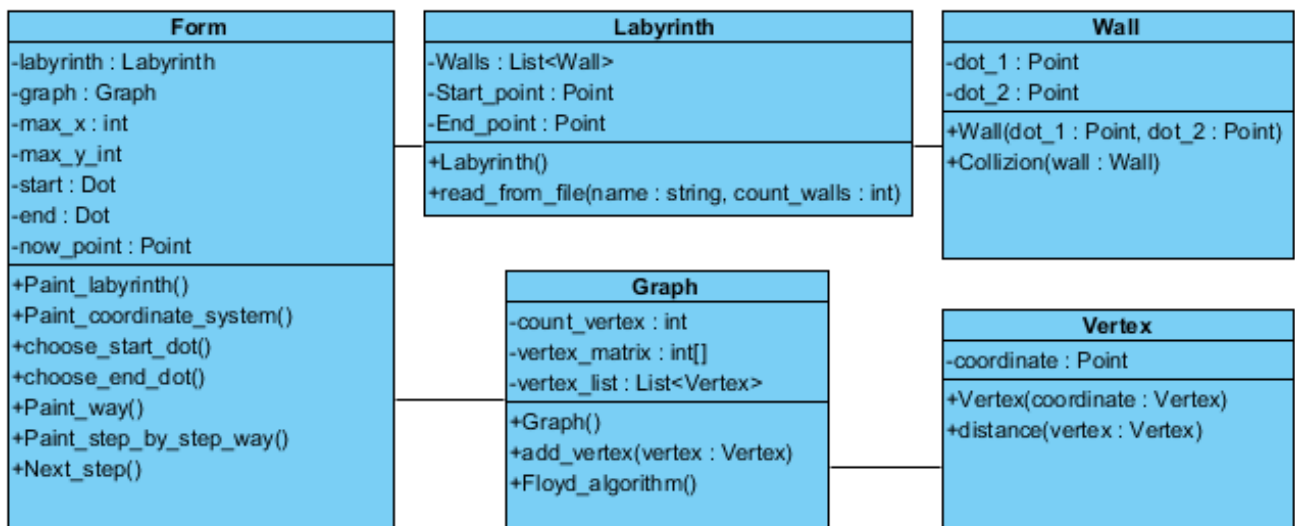 Form
-labyrinth : Labyrinth
-graph : Graph
-max_x : int
-max_y_int
-start : Dot
-end : Dot
-now_point : Point
+Paint_labyrinth()
+Paint_coordinate_system()
+choose_start_dot()
+choose_end_dot()
+Paint_way()
+Paint_step_by_step_way()
+Next_step()
Labyrinth
-Walls : List<Wall>
-Start_point : Point
-End_point : Point
+Labyrinth()
+read_from_file(name : string, count_walls : int)
Wall
-dot_1 : Point
-dot_2 : Point
+Wall(dot_1 : Point, dot_2 : Point)
+Collizion(wall : Wall)
Graph
-count_vertex : int
-vertex_matrix : int[]
-vertex_list : List<Vertex>
+Graph()
+add_vertex(vertex : Vertex)
+Floyd_algorithm()
Vertex
-coordinate : Point
+Vertex(coordinate : Vertex)
+distance(vertex : Vertex)